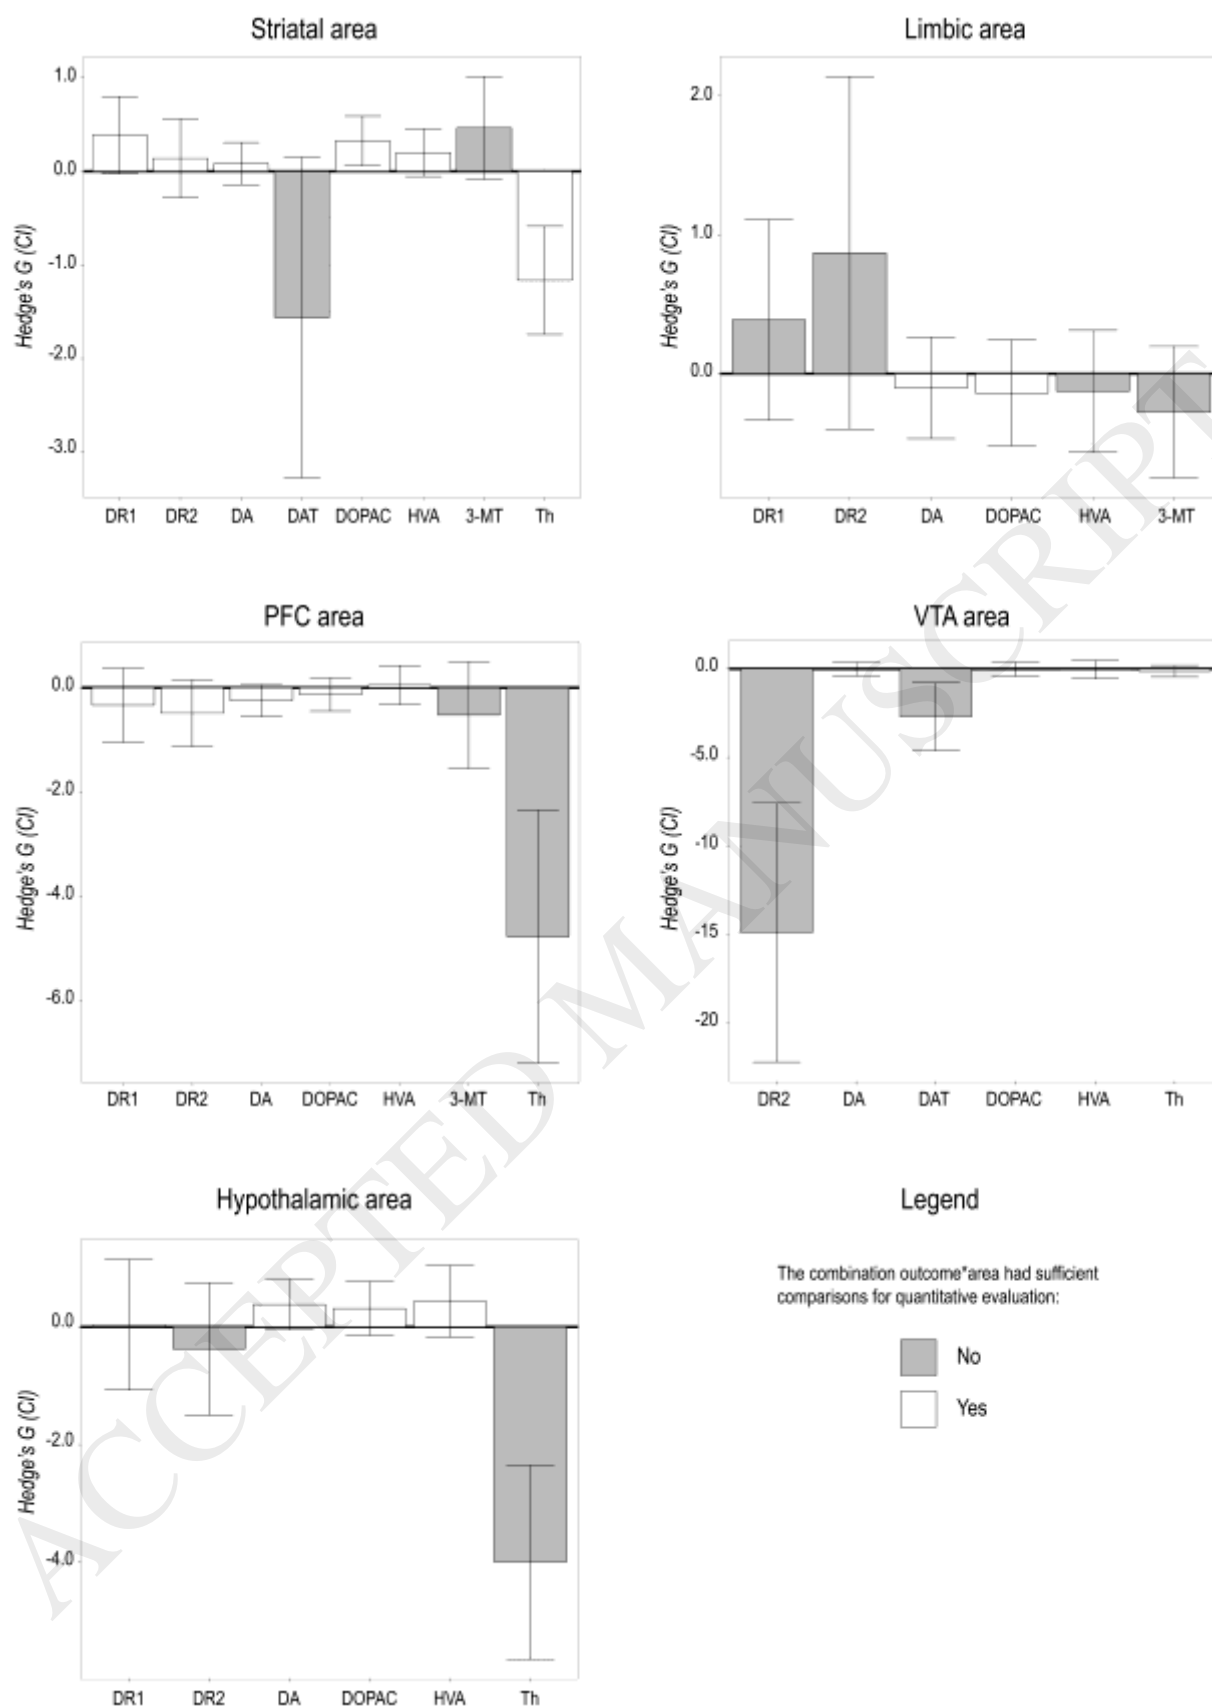 Striatal area
1.0
0.0
-1.0
-2.0
-3.0
Hedge's G (CI)
DR1 DR2 DA DAT DOPAC HVA 3-MT Th
Limbic area
2.0
1.0
0.0
Hedge's G (CI)
DR1 DR2 DA DOPAC HVA 3-MT
PFC area
0.0
-2.0
-4.0
-6.0
Hedge's G (CI)
DR1 DR2 DA DOPAC HVA 3-MT Th
VTA area
0.0
-5.0
-10
-15
-20
Hedge's G (CI)
DR2 DA DAT DOPAC HVA Th
Hypothalamic area
0.0
-2.0
-4.0
Hedge's G (CI)
DR1 DR2 DA DOPAC HVA Th
Legend
The combination outcome*area had sufficient
comparisons for quantitative evaluation:
No
Yes
ACCEPTED MANUSCRIPT